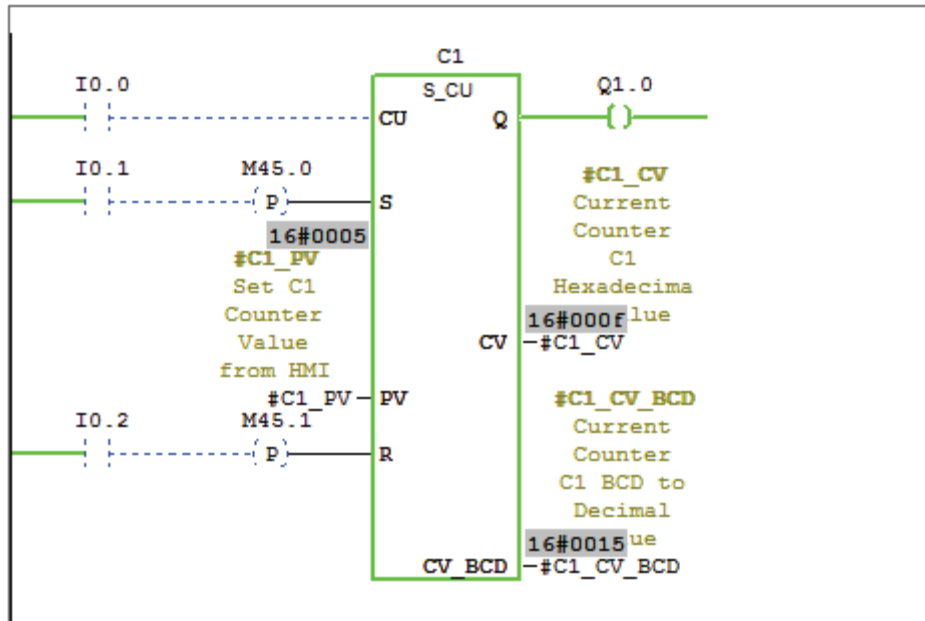 C1
I0.0
S_CU
Q1.0
CU
Q
I0.1
M45.0
#C1_CV
P
S
Current
16#0005
Counter
#C1_PV
C1
Set C1
Hexadecima
Counter
16#000f
lue
Value
CV
#C1_CV
from HMI
#C1_PV
PV
#C1_CV_BCD
I0.2
M45.1
Current
P
R
Counter
C1 BCD to
Decimal
16#0015
ue
CV_BCD
#C1_CV_BCD